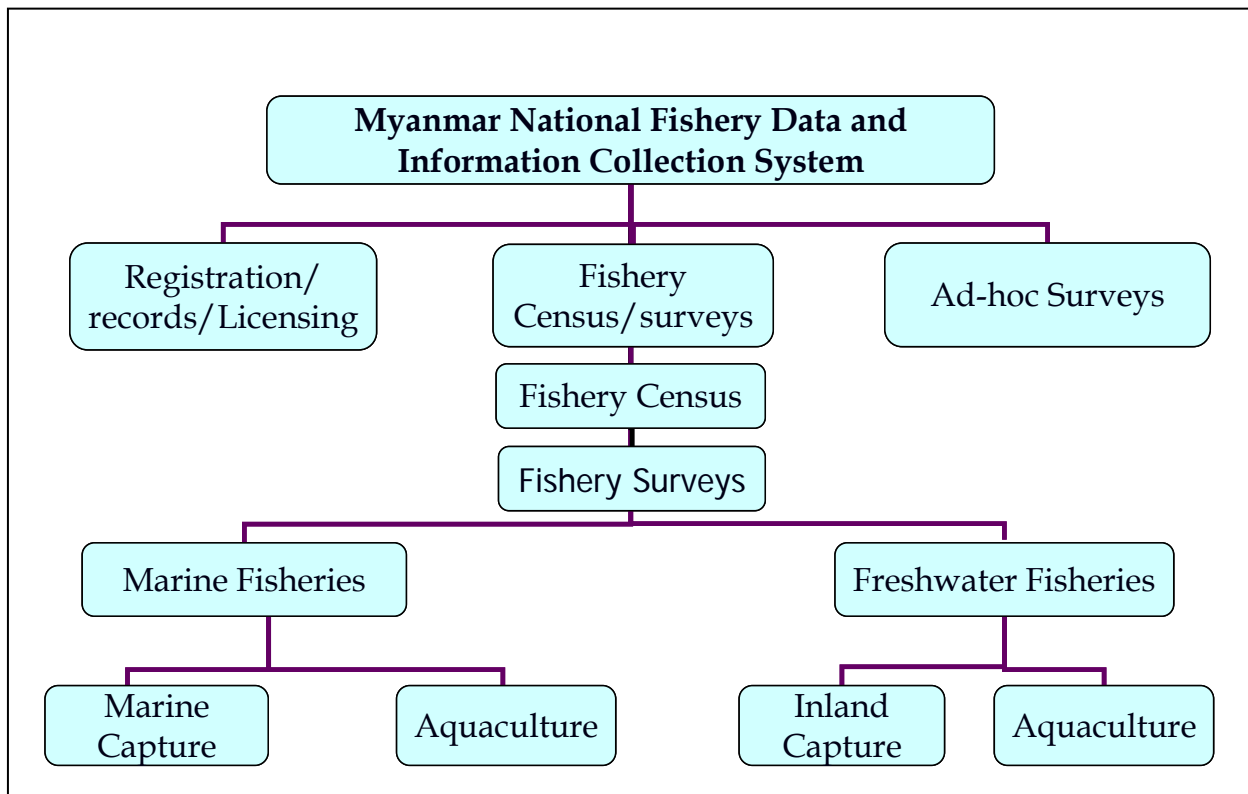 Myanmar National Fishery Data and
Information Collection System
Registration/
records/Licensing
Fishery
Census/surveys
Ad-hoc Surveys
Fishery Census
Fishery Surveys
Marine Fisheries
Freshwater Fisheries
Marine
Capture
Aquaculture
Inland
Capture
Aquaculture